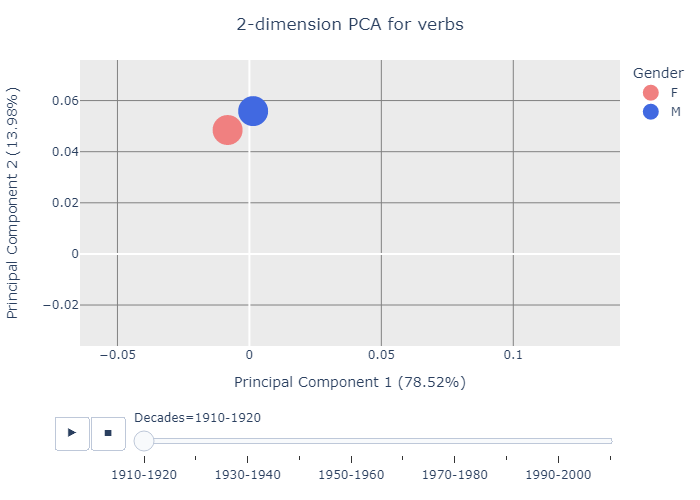 2-dimension PCA for verbs
Gender
F
M
Principal Component 2 (13.98%)
0.06
0.04
0.02
0
−0.02
−0.05
0
0.05
0.1
Principal Component 1 (78.52%)
Decades=1910-1920
1910-1920
1930-1940
1950-1960
1970-1980
1990-2000